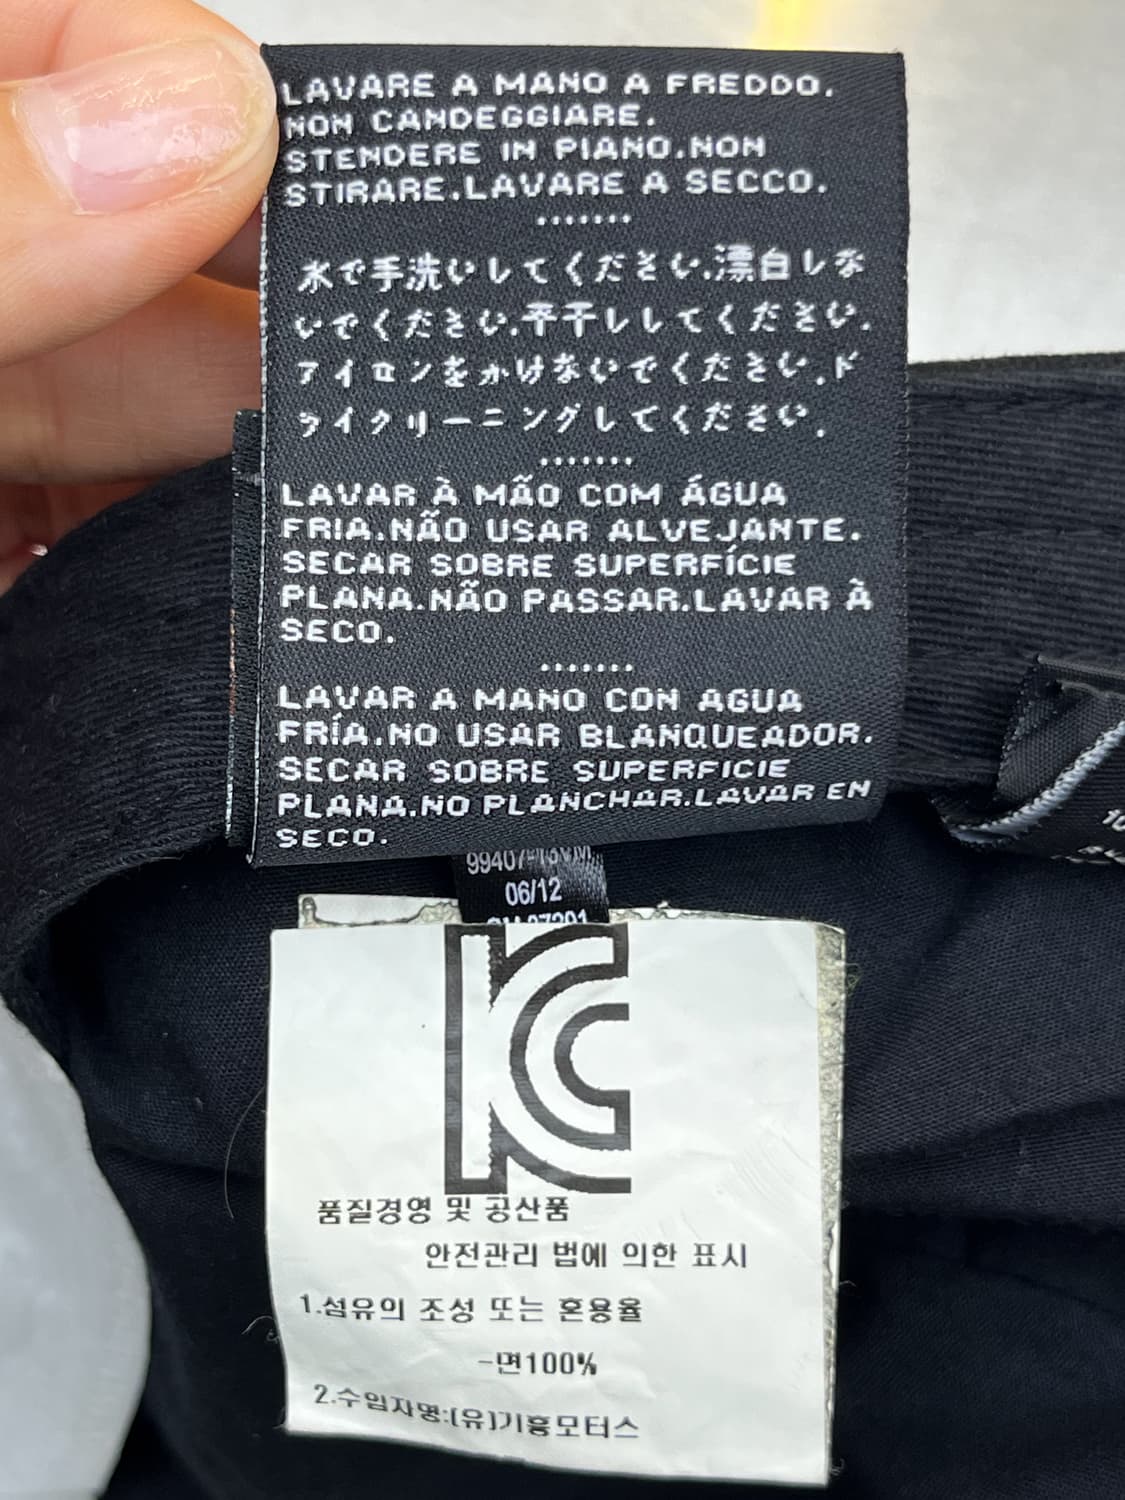 LAVARE A MANO A FREDDO.
NON CANDEGGIARE.
STENDERE IN PIANO.NON
STIRARE.LAVARE A SECCO.
.......
水で手洗いしてください.漂白しな
いでください.平干ししてください.
アイロンをかけないでください.ド
ライクリーニングしてください.
.......
LAVAR À MÃO COM ÁGUA
FRIA.NÃO USAR ALVEJANTE.
SECAR SOBRE SUPERFÍCIE
PLANA.NÃO PASSAR.LAVAR À
SECO.
.......
LAVAR A MANO CON AGUA
FRÍA.NO USAR BLANQUEADOR.
SECAR SOBRE SUPERFICIE
PLANA.NO PLANCHAR.LAVAR EN
SECO.
99407-13VM
06/12
KC
품질경영 및 공산품
안전관리 법에 의한 표시
1.섬유의 조성 또는 혼용율
-면100%
2.수입자명:(유)기흥모터스